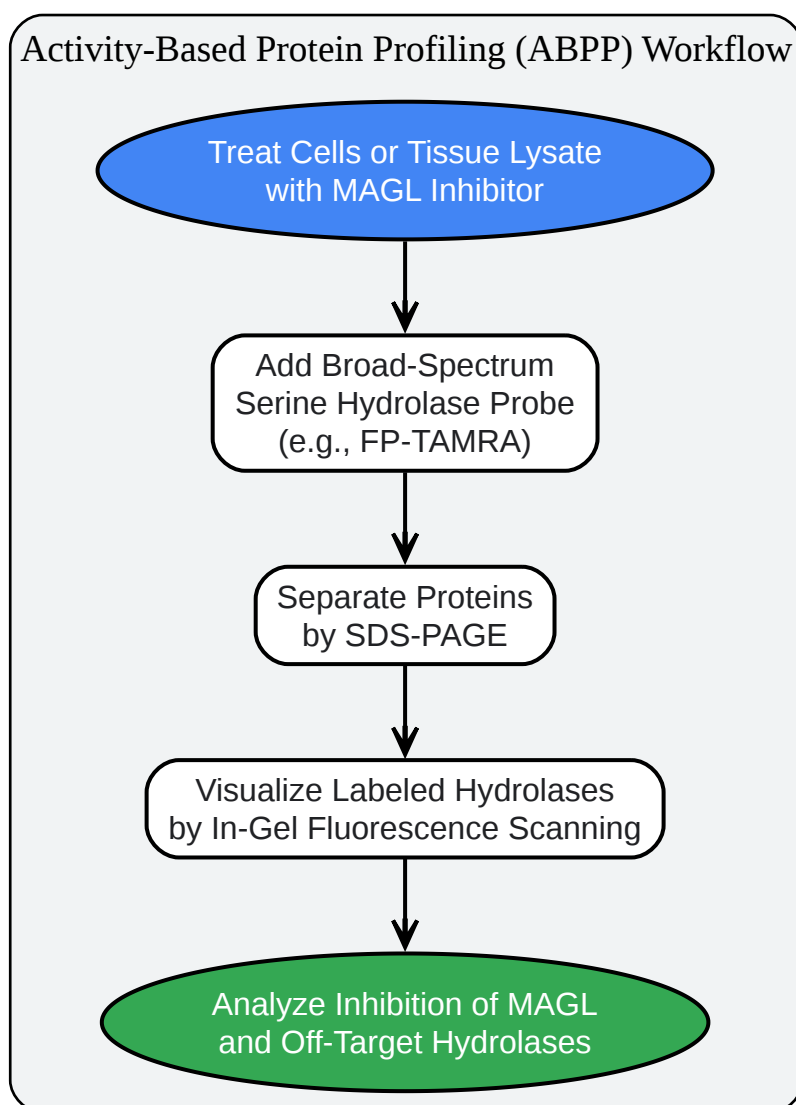 Activity-Based Protein Profiling (ABPP) Workflow
Treat Cells or Tissue Lysate
with MAGL Inhibitor
Add Broad-Spectrum
Serine Hydrolase Probe
(e.g., FP-TAMRA)
Separate Proteins
by SDS-PAGE
Visualize Labeled Hydrolases
by In-Gel Fluorescence Scanning
Analyze Inhibition of MAGL
and Off-Target Hydrolases